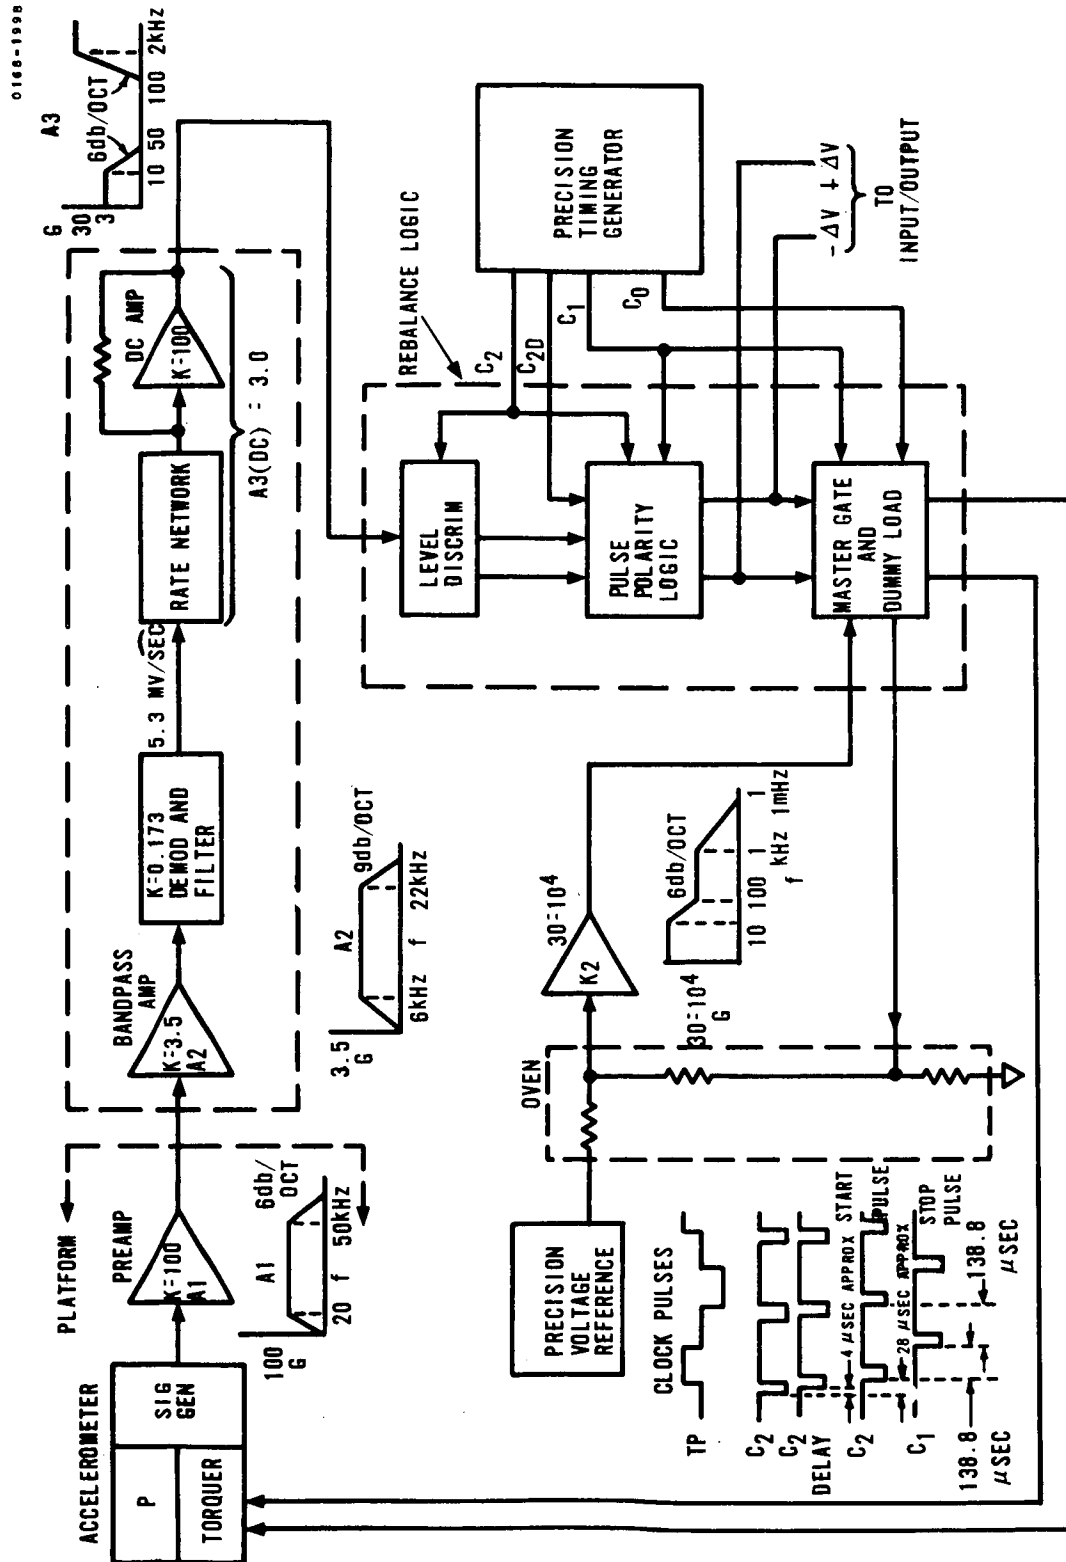 0168-1998
ACCELEROMETER
P
SIG
GEN
TORQUER
PLATFORM
PREAMP
K=100
A1
100
G
A1
6db/
OCT
20 f 50kHz
BANDPASS
AMP
K=3.5
A2
3.5
G
A2
9db/OCT
6kHz f 22kHz
K=0.173
DEMOD AND
FILTER
5.3 MV/SEC
RATE NETWORK
DC AMP
K=100
A3(DC) = 3.0
A3
G
30
3
6db/OCT
10 50 100 2kHz
REBALANCE LOGIC
LEVEL
DISCRIM
PULSE
POLARITY
LOGIC
MASTER GATE
AND
DUMMY LOAD
C2
C2D
C1
C0
PRECISION
TIMING
GENERATOR
-ΔV +ΔV
TO
INPUT/OUTPUT
PRECISION
VOLTAGE
REFERENCE
OVEN
30=10⁴
K2
30=10⁴
G
6db/OCT
10 100 1 1
kHz 1mHz
f
CLOCK PULSES
TP
C2
C2
DELAY
C2
C1
4 μSEC APPROX
START
PULSE
28 μSEC APPROX
STOP
PULSE
138.8
μSEC
138.8
μSEC